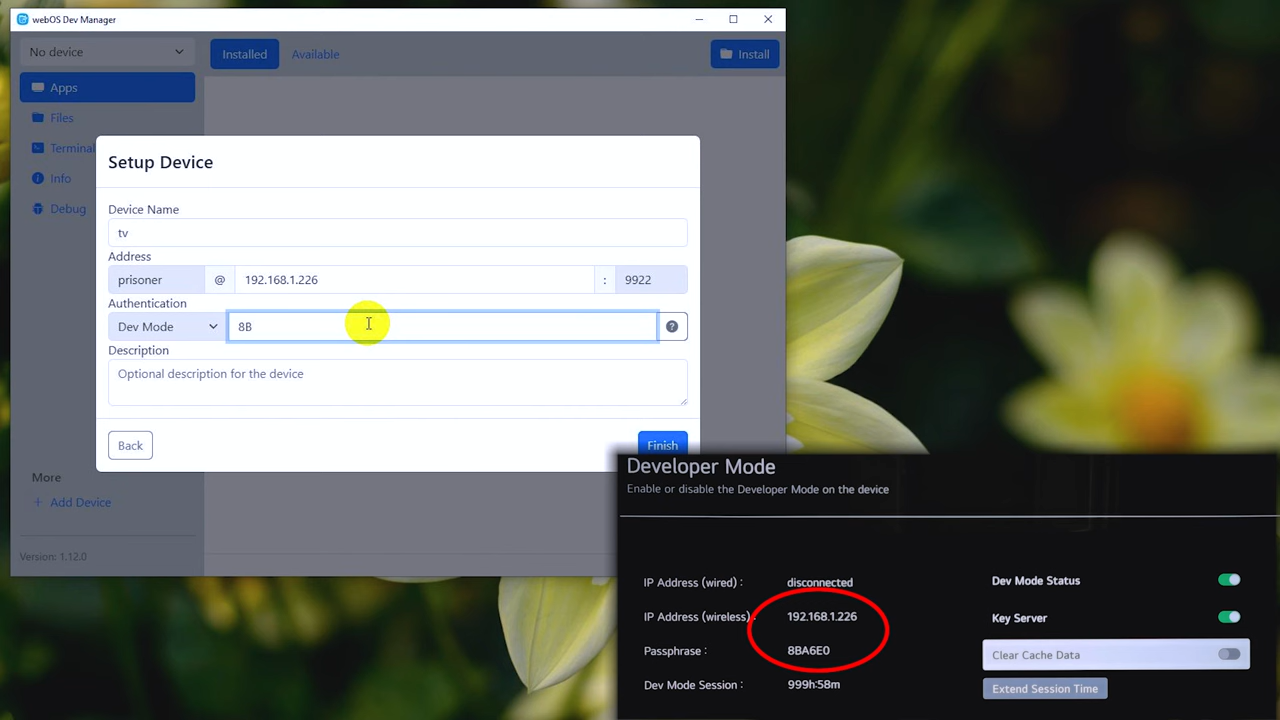 webOS Dev Manager
No device
Installed
Available
Install
Apps
Files
Terminal
Info
Debug
Setup Device
Device Name
tv
Address
prisoner @ 192.168.1.226 : 9922
Authentication
Dev Mode 8B ?
Description
Optional description for the device
Back
Finish
More
+ Add Device
Version: 1.12.0
Developer Mode
Enable or disable the Developer Mode on the device
IP Address (wired) : disconnected
IP Address (wireless) : 192.168.1.226
Passphrase : 8BA6E0
Dev Mode Session : 999h:58m
Dev Mode Status
Key Server
Clear Cache Data
Extend Session Time